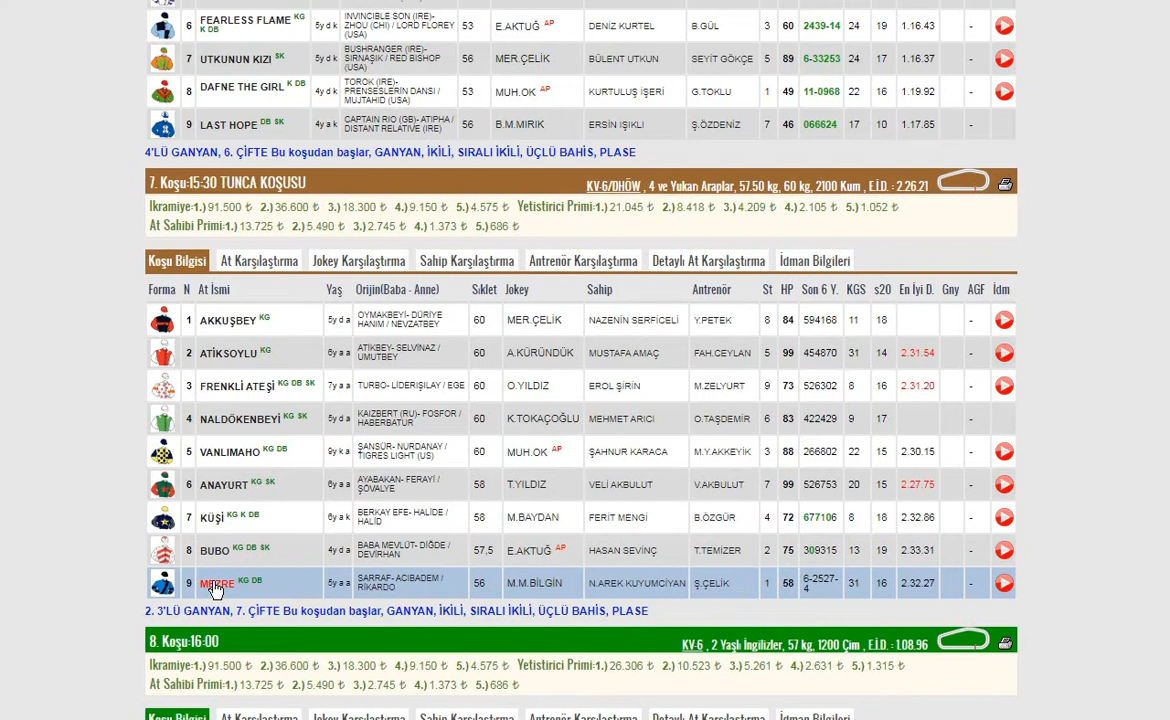 6 FEARLESS FLAME KG K DB 5y d k INVINCIBLE SON (IRE)- ZHOU (CHI) / LORD FLOREY (USA) 53 E.AKTUĞ AP DENİZ KURTEL B.GÜL 3 60 2439-14 24 19 1.16.43 -
7 UTKUNUN KIZI SK 5y d k BUSHRANGER (IRE)- SIRNAŞIK / RED BISHOP (USA) 56 MER.ÇELİK BÜLENT UTKUN SEYİT GÖKÇE 5 89 6-33253 24 17 1.16.37 -
8 DAFNE THE GIRL K DB 4y d k TOROK (IRE)- PRENSESLERİN DANSI / MUJTAHID (USA) 53 MUH.OK AP KURTULUŞ İŞERİ G.TOKLU 1 49 11-0968 22 16 1.19.92 -
9 LAST HOPE DB SK 4y a k CAPTAIN RIO (GB)- ATIPHA / DISTANT RELATIVE (IRE) 56 B.M.MIRIK ERSİN IŞIKLI Ş.ÖZDENİZ 7 46 066624 17 10 1.17.85 -
4'LÜ GANYAN, 6. ÇİFTE Bu koşudan başlar, GANYAN, İKİLİ, SIRALI İKİLİ, ÜÇLÜ BAHİS, PLASE
7. Koşu:15-30 TUNCA KOŞUSU KV-6/DHÖW , 4 ve Yukarı Araplar, 57.50 kg, 60 kg, 2100 Kum , E.İ.D. : 2.26.21
Ikramiye:1.) 91.500 ₺ 2.) 36.600 ₺ 3.) 18.300 ₺ 4.) 9.150 ₺ 5.) 4.575 ₺ Yetistirici Primi:1.) 21.045 ₺ 2.) 8.418 ₺ 3.) 4.209 ₺ 4.) 2.105 ₺ 5.) 1.052 ₺
At Sahibi Primi:1.) 13.725 ₺ 2.) 5.490 ₺ 3.) 2.745 ₺ 4.) 1.373 ₺ 5.) 686 ₺
Koşu Bilgisi At Karşılaştırma Jokey Karşılaştırma Sahip Karşılaştırma Antrenör Karşılaştırma Detaylı At Karşılaştırma İdman Bilgileri
Forma N At İsmi Yaş Orijin(Baba - Anne) Sıklet Jokey Sahip Antrenör St HP Son 6 Y. KGS s20 En İyi D. Gny AGF İdm
1 AKKUŞBEY KG 5y d a OYMAKBEYİ- DÜRİYE HANIM / NEVZATBEY 60 MER.ÇELİK NAZENİN SERFİCELİ Y.PETEK 8 84 594168 11 18 -
2 ATİKSOYLU KG 6y a a ATİKBEY- SELVİNAZ / UMUTBEY 60 A.KÜRÜNDÜK MUSTAFA AMAÇ FAH.CEYLAN 5 99 454870 31 14 2.31.54 -
3 FRENKLİ ATEŞİ KG DB SK 7y a a TURBO- LİDERIŞILAY / EGE 60 O.YILDIZ EROL ŞİRİN M.ZELYURT 9 73 526302 8 16 2.31.20 -
4 NALDÖKENBEYİ KG SK 5y d a KAIZBERT (RU)- FOSFOR / HABERBATUR 60 K.TOKAÇOĞLU MEHMET ARICI O.TAŞDEMİR 6 83 422429 9 17 -
5 VANLIMAHO KG DB 9y k a ŞANSÜR- NURDANAY / TIGRES LIGHT (US) 60 MUH.OK AP ŞAHNUR KARACA M.Y.AKKEYİK 3 88 266802 22 15 2.30.15 -
6 ANAYURT KG SK 6y a a AYABAKAN- FERAYİ / ŞÖVALYE 58 T.YILDIZ VELİ AKBULUT V.AKBULUT 7 99 526753 20 15 2.27.75 -
7 KÜŞİ KG K DB 6y a k BERKAY EFE- HALİDE / HALİD 58 M.BAYDAN FERİT MENGİ B.ÖZGÜR 4 72 677106 8 18 2.32.86 -
8 BUBO KG DB SK 4y d a BABA MEVLÜT- DİĞDE / DEVİRHAN 57,5 E.AKTUĞ AP HASAN SEVİNÇ T.TEMİZER 2 75 309315 13 19 2.33.31 -
9 KG DB 5y a a SARRAF- ACIBADEM / RİKARDO 56 M.M.BİLGİN N.AREK KUYUMCİYAN Ş.ÇELİK 1 58 6-2527-4 31 16 2.32.27 -
2. 3'LÜ GANYAN, 7. ÇİFTE Bu koşudan başlar, GANYAN, İKİLİ, SIRALI İKİLİ, ÜÇLÜ BAHİS, PLASE
8. Koşu:16:00 KV-6 , 2 Yaşlı İngilizler, 57 kg, 1200 Çim , E.İ.D. : 1.08.96
Ikramiye:1.) 91.500 ₺ 2.) 36.600 ₺ 3.) 18.300 ₺ 4.) 9.150 ₺ 5.) 4.575 ₺ Yetistirici Primi:1.) 26.306 ₺ 2.) 10.523 ₺ 3.) 5.261 ₺ 4.) 2.631 ₺ 5.) 1.315 ₺
At Sahibi Primi:1.) 13.725 ₺ 2.) 5.490 ₺ 3.) 2.745 ₺ 4.) 1.373 ₺ 5.) 686 ₺
Koşu Bilgisi At Karşılaştırma Jokey Karşılaştırma Sahip Karşılaştırma Antrenör Karşılaştırma Detaylı At Karşılaştırma İdman Bilgileri